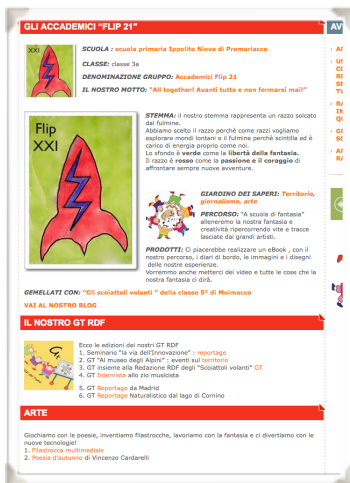 GLI ACCADEMICI “FLIP 21”
AV
XXI
SCUOLA : scuola primaria Ippolito Nievo di Premariacco
CLASSE: classe 3a
DENOMINAZIONE GRUPPO: Accademici Flip 21
IL NOSTRO MOTTO: "All together! Avanti tutta e non fermarsi mai!"
Flip
XXI
STEMMA: il nostro stemma rappresenta un razzo solcato
dal fulmine.
Abbiamo scelto il razzo perchè come razzi vogliamo
esplorare mondi lontani e il fulmine perchè scintilla ed è
carico di energia proprio come noi.
Lo sfondo è verde come la libertà della fantasia.
Il razzo è rosso come la passione e il coraggio di
affrontare sempre nuove avventure.
GIARDINO DEI SAPERI: Territorio,
giornalismo, arte
PERCORSO: "A scuola di fantasia"
alleneremo la nostra fantasia e
creatività ripercorrendo vite e tracce
lasciate dai grandi artisti.
PRODOTTI: Ci piacerebbe realizzare un eBook , con il
nostro percorso, i diari di bordo, le immagini e i disegni
delle nostre esperienze.
Vorremmo anche metterci dei video e tutte le cose che la
nostra fantasia ci dirà.
GEMELLATI CON: "Gli scoiattoli volanti " della classe 5° di Moimacco
VAI AL NOSTRO BLOG
IL NOSTRO GT RDF
Ecco le edizioni dei nostri GT RDF
1. Seminario "la via dell'Innovazione" : reportage
2. GT "Al museo degli Alpini" : eventi sul territorio
3. GT insieme alla Redazione RDF degli "Scoiattoli volanti" GT
4. GT Intervista allo zio musicista
5. GT Reportage da Madrid
6. GT Reportage Naturalistico dal lago di Cornino
ARTE
Giochiamo con le poesie, inventiamo filastrocche, lavoriamo con la fantasia e ci divertiamo con le
nuove tecnologie!
1. Filastrocca multimediale
2. Poesia d'autunno di Vincenzo Cardarelli